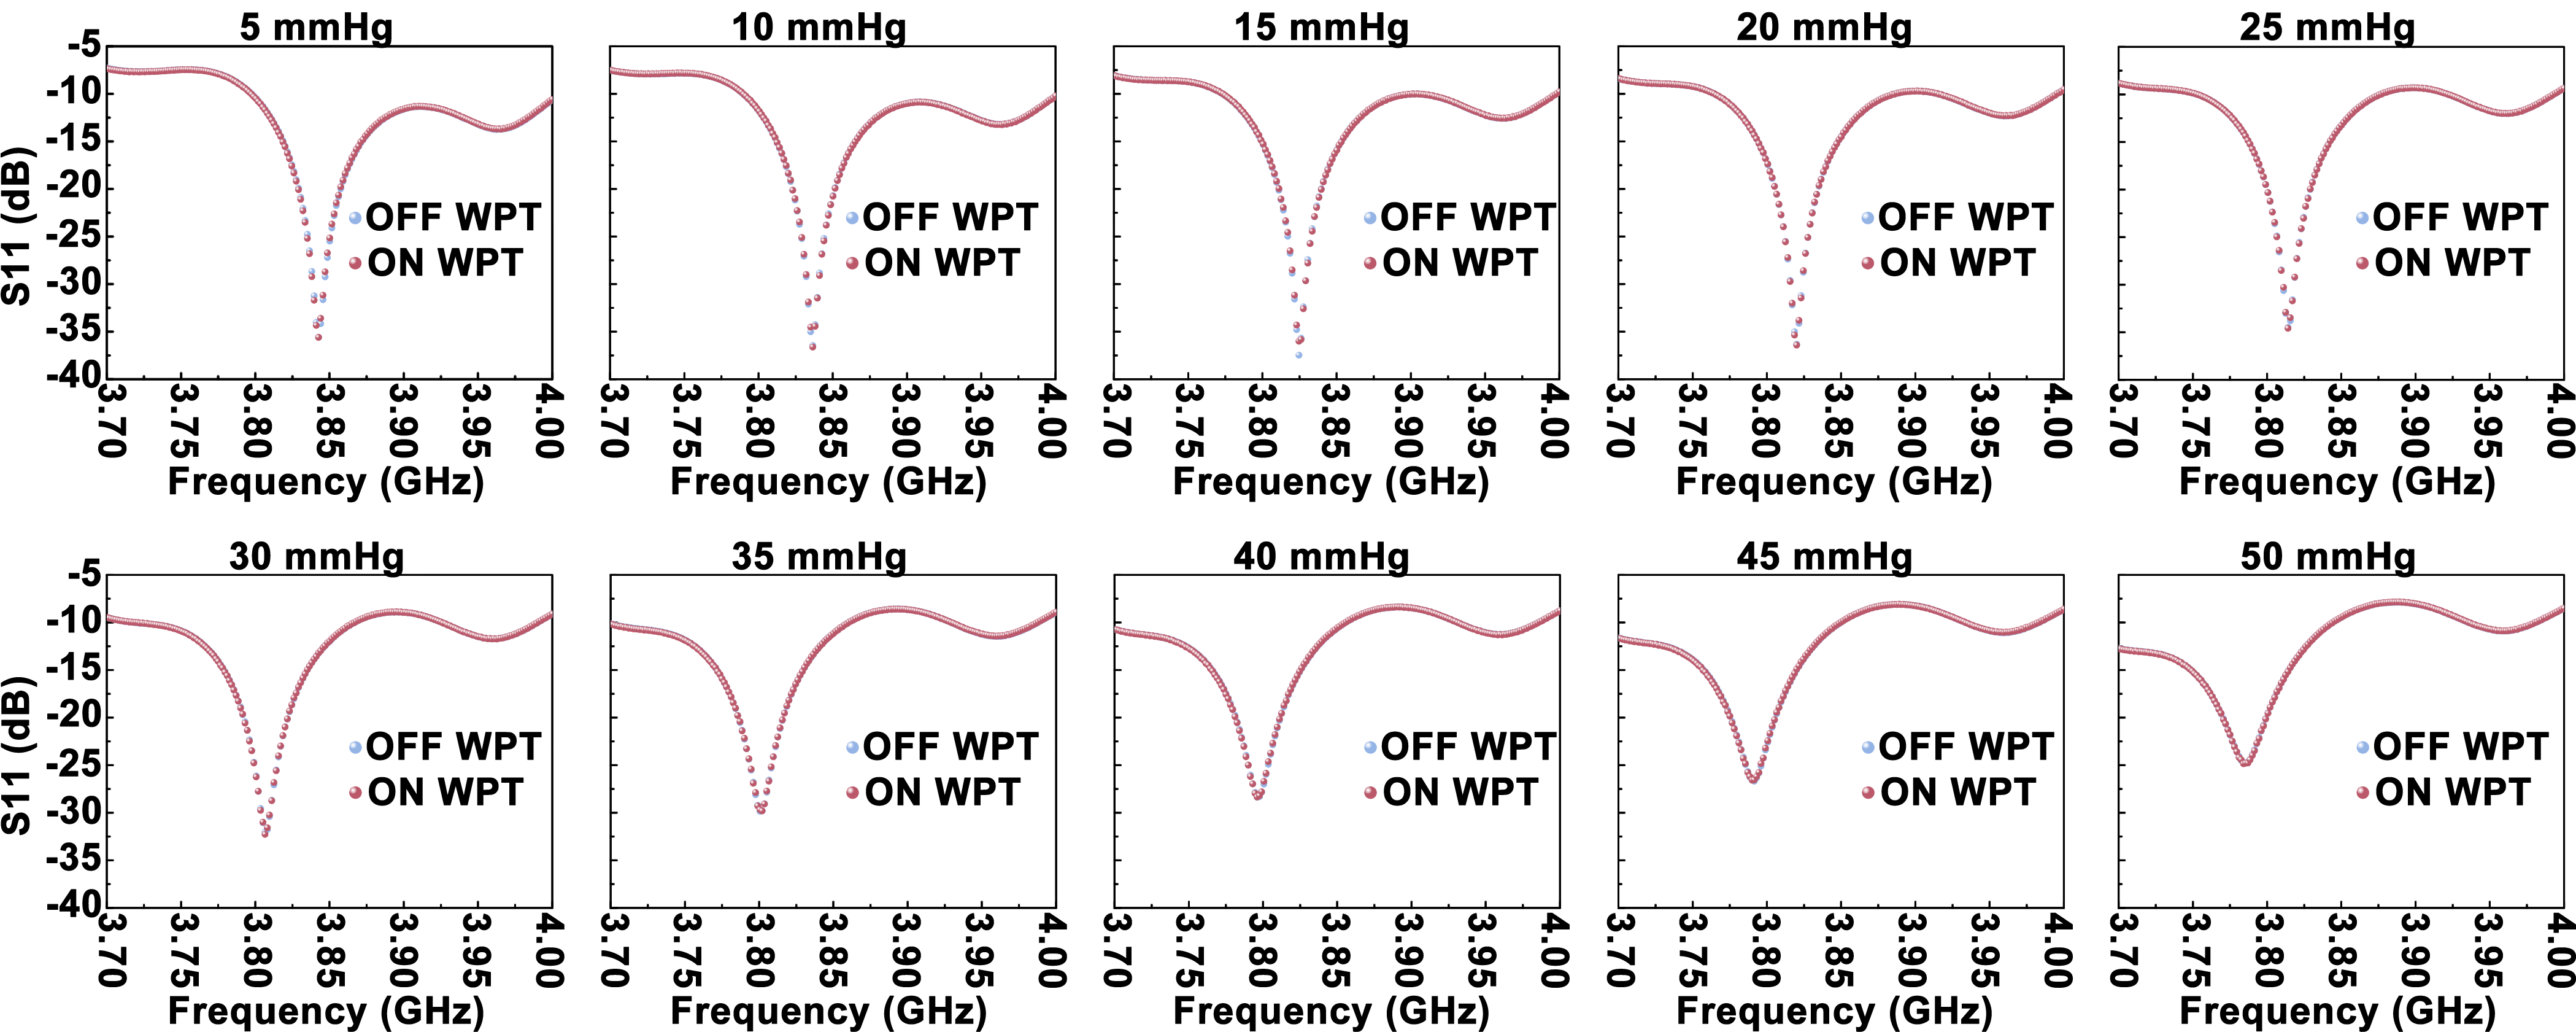 5 mmHg
10 mmHg
15 mmHg
20 mmHg
25 mmHg
S11 (dB)
-5
-10
-15
-20
-25
-30
-35
-40
OFF WPT
ON WPT
OFF WPT
ON WPT
OFF WPT
ON WPT
OFF WPT
ON WPT
OFF WPT
ON WPT
3.70 3.75 3.80 3.85 3.90 3.95 4.00
3.70 3.75 3.80 3.85 3.90 3.95 4.00
3.70 3.75 3.80 3.85 3.90 3.95 4.00
3.70 3.75 3.80 3.85 3.90 3.95 4.00
3.70 3.75 3.80 3.85 3.90 3.95 4.00
Frequency (GHz)
Frequency (GHz)
Frequency (GHz)
Frequency (GHz)
Frequency (GHz)
30 mmHg
35 mmHg
40 mmHg
45 mmHg
50 mmHg
S11 (dB)
-5
-10
-15
-20
-25
-30
-35
-40
OFF WPT
ON WPT
OFF WPT
ON WPT
OFF WPT
ON WPT
OFF WPT
ON WPT
OFF WPT
ON WPT
3.70 3.75 3.80 3.85 3.90 3.95 4.00
3.70 3.75 3.80 3.85 3.90 3.95 4.00
3.70 3.75 3.80 3.85 3.90 3.95 4.00
3.70 3.75 3.80 3.85 3.90 3.95 4.00
3.70 3.75 3.80 3.85 3.90 3.95 4.00
Frequency (GHz)
Frequency (GHz)
Frequency (GHz)
Frequency (GHz)
Frequency (GHz)